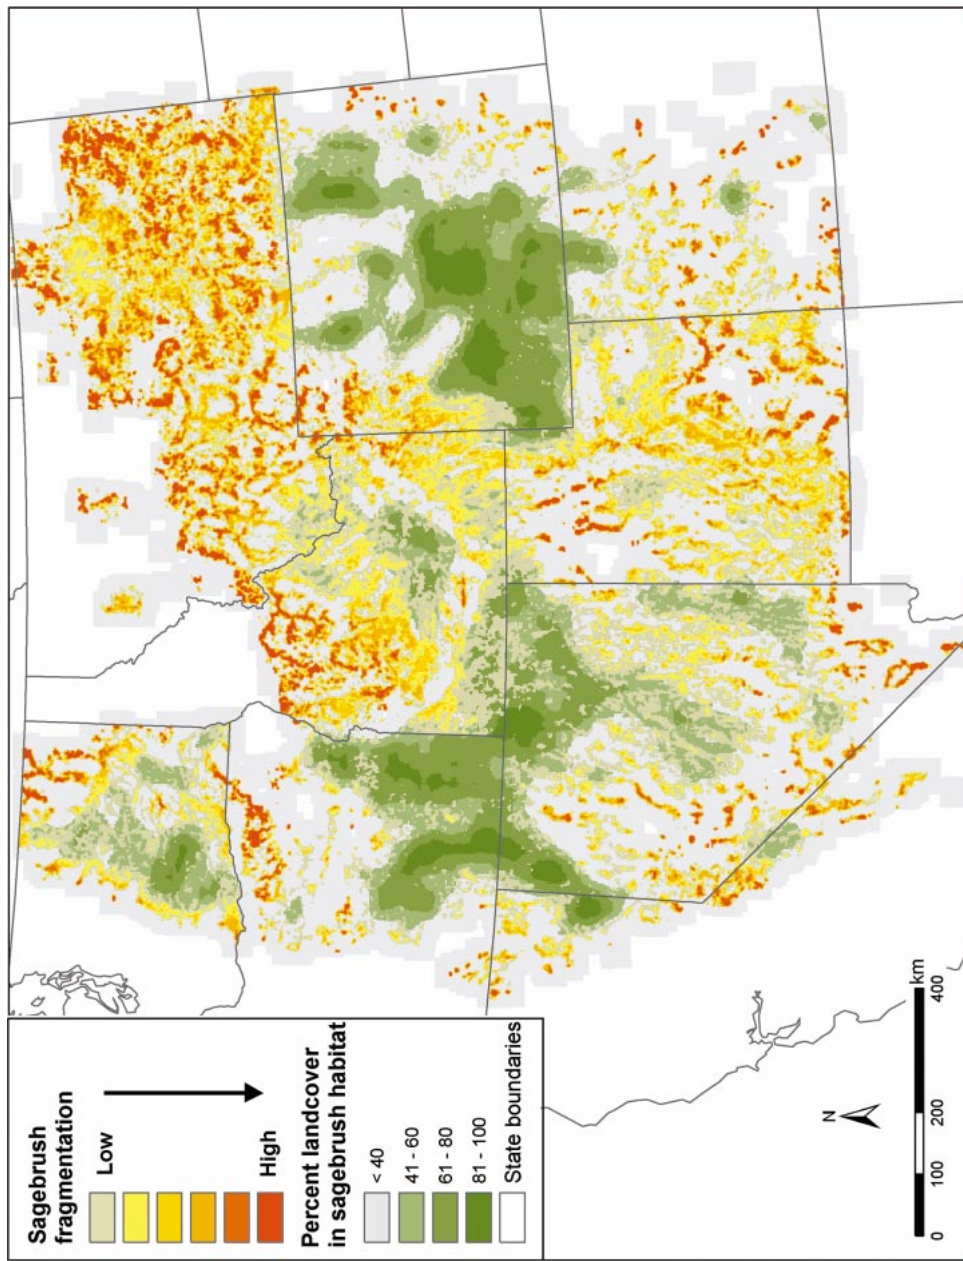 Sagebrush
fragmentation
Low
High
Percent landcover
in sagebrush habitat
< 40
41 - 60
61 - 80
81 - 100
State boundaries
N
0 100 200 400
km